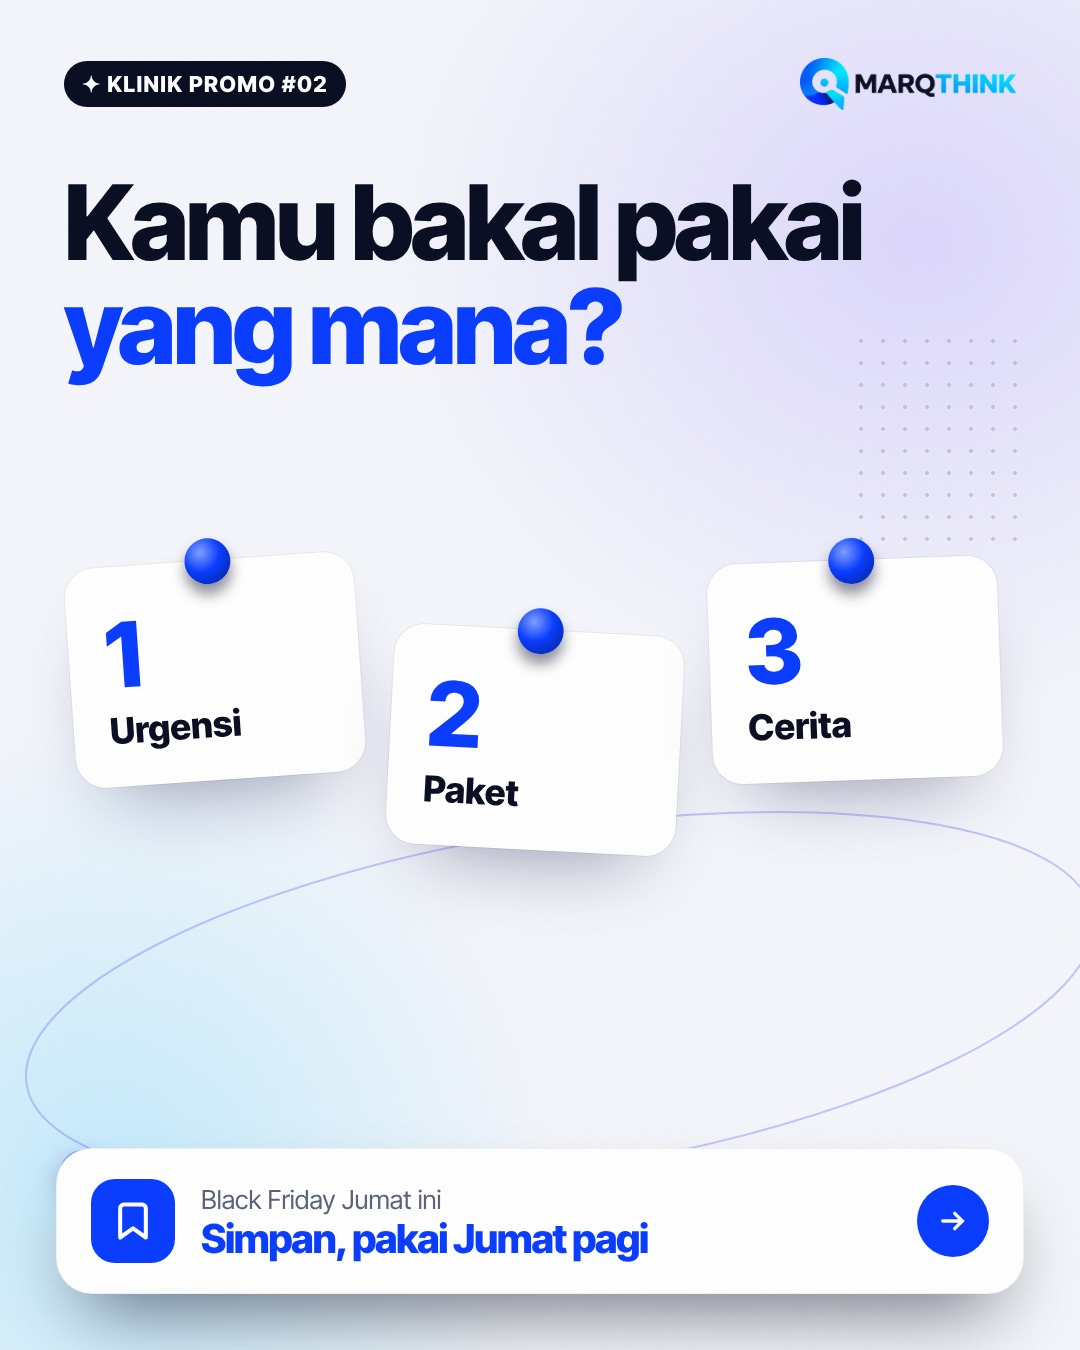 ✦ KLINIK PROMO #02
MARQTHINK
Kamu bakal pakai
yang mana?
1
Urgensi
2
Paket
3
Cerita
Black Friday Jumat ini
Simpan, pakai Jumat pagi